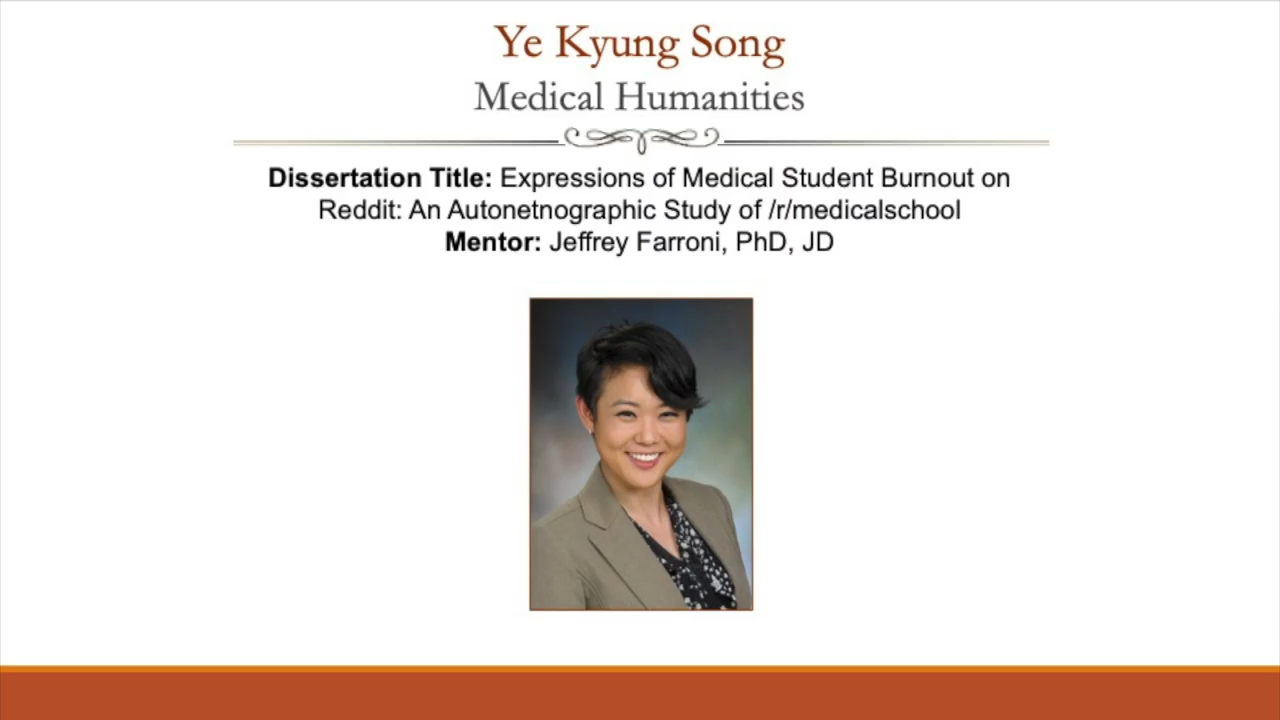 Ye Kyung Song
Medical Humanities
Dissertation Title: Expressions of Medical Student Burnout on
Reddit: An Autonetnographic Study of /r/medicalschool
Mentor: Jeffrey Farroni, PhD, JD